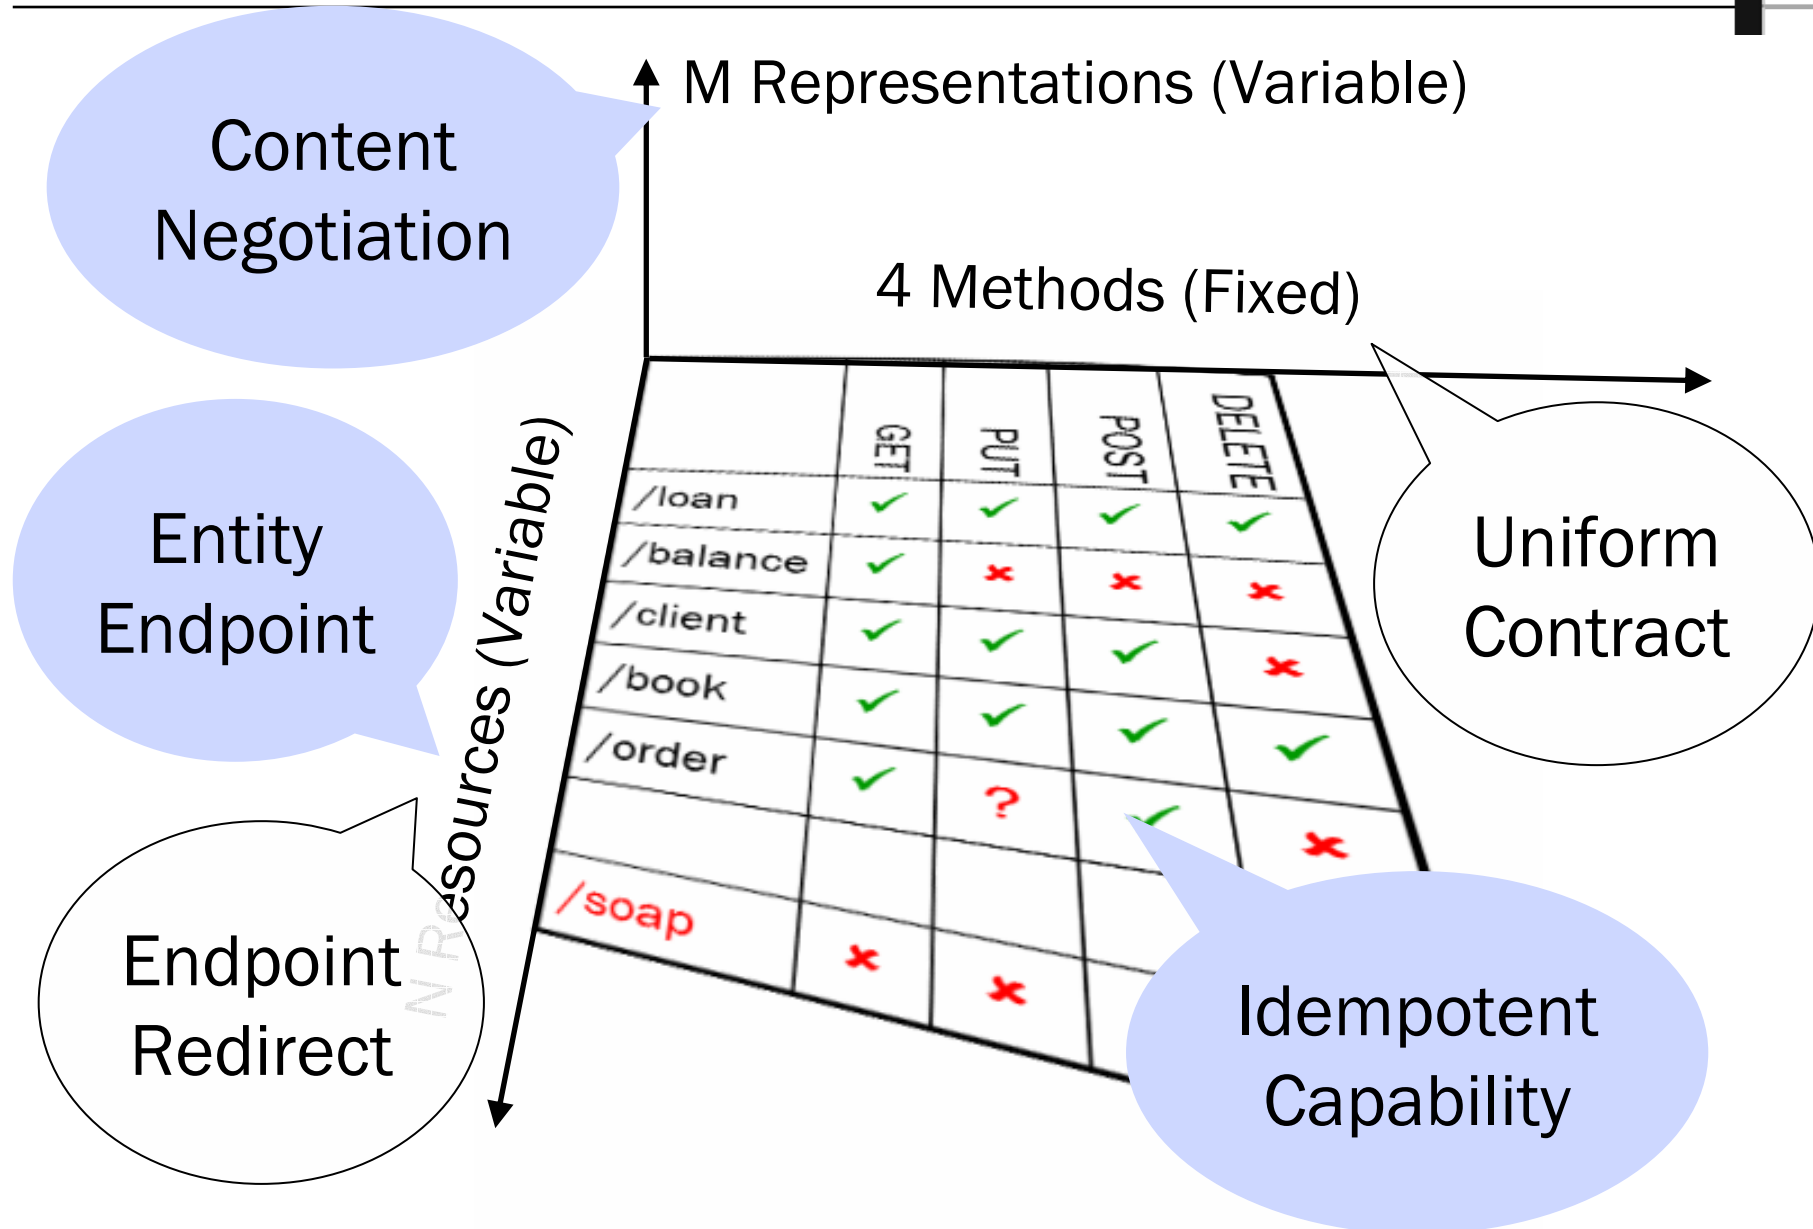 M Representations (Variable)
Content
Negotiation
4 Methods (Fixed)
GET PUT POST DELETE
/loan
/balance
/client
/book
/order
?
/soap
N Resources (Variable)
Entity
Endpoint
Endpoint
Redirect
Uniform
Contract
Idempotent
Capability